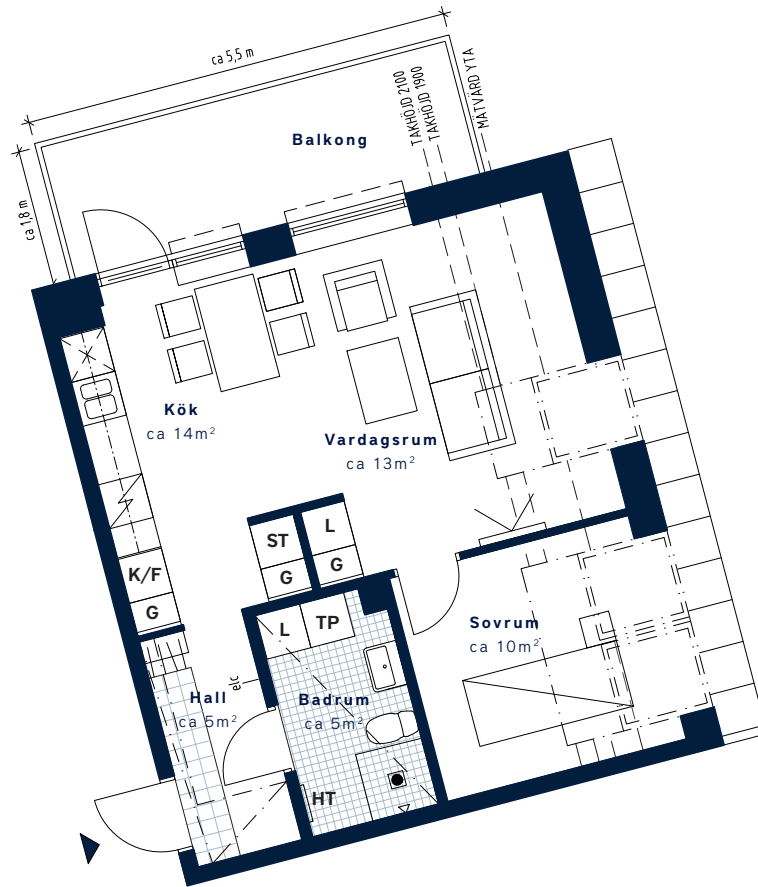 ca 5,5 m
ca 1,8 m
Balkong
TAKHÖJD 2100
TAKHÖJD 1900
MÄTVÄRD YTA
Kök
ca 14m²
Vardagsrum
ca 13m²
ST
L
G
G
K/F
G
L
TP
Sovrum
ca 10m²
Hall
ca 5m²
Badrum
ca 5m²
HT